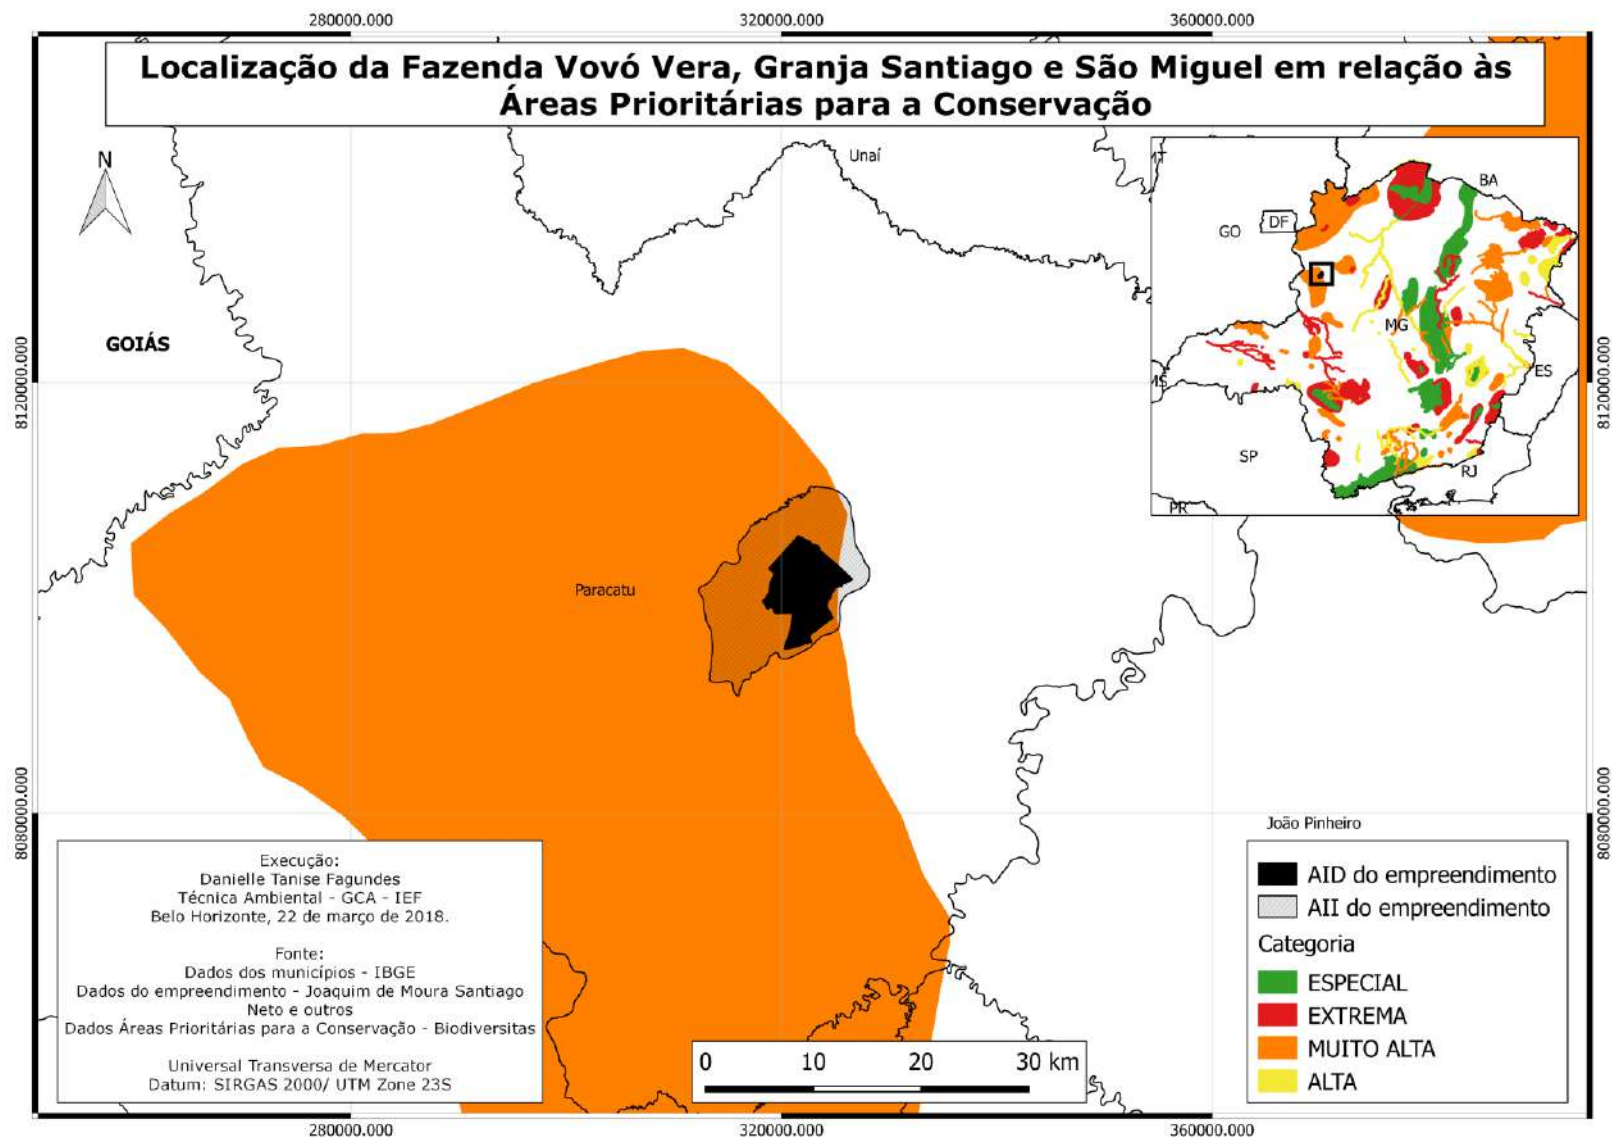 280000.000
320000.000
360000.000
Localização da Fazenda Vovó Vera, Granja Santiago e São Miguel em relação às
Áreas Prioritárias para a Conservação
N
Unaí
BA
GO
DF
GOIÁS
MG
ES
SP
RJ
PR
8120000.000
8120000.000
Paracatu
8080000.000
8080000.000
João Pinheiro
Execução:
Danielle Tanise Fagundes
Técnica Ambiental - GCA - IEF
Belo Horizonte, 22 de março de 2018.
Fonte:
Dados dos municípios - IBGE
Dados do empreendimento - Joaquim de Moura Santiago
Neto e outros
Dados Áreas Prioritárias para a Conservação - Biodiversitas
Universal Transversa de Mercator
Datum: SIRGAS 2000/ UTM Zone 23S
0 10 20 30 km
AID do empreendimento
AII do empreendimento
Categoria
ESPECIAL
EXTREMA
MUITO ALTA
ALTA
280000.000
320000.000
360000.000